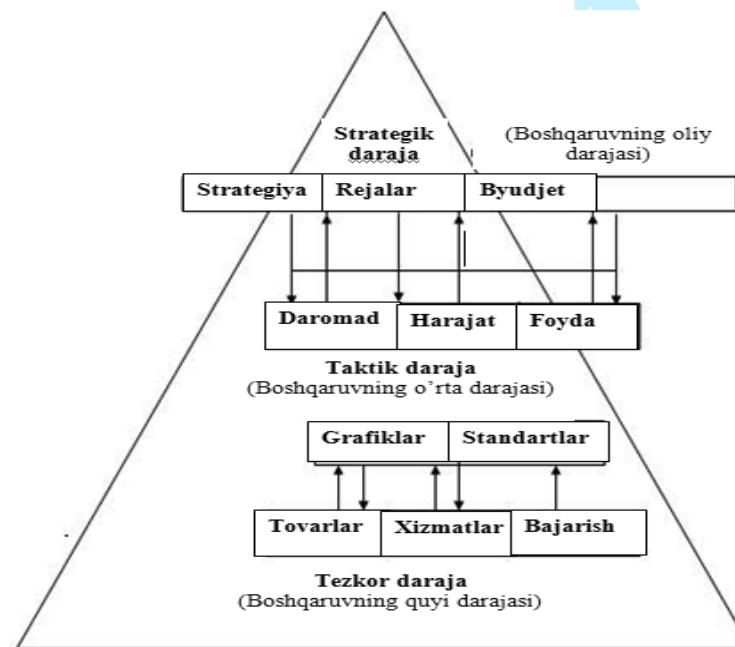 Strategik
daraja
(Boshqaruvning oliy
darajasi)
Strategiya
Rejalar
Byudjet
Daromad
Harajat
Foyda
Taktik daraja
(Boshqaruvning o’rta darajasi)
Grafiklar
Standartlar
Tovarlar
Xizmatlar
Bajarish
Tezkor daraja
(Boshqaruvning quyi darajasi)